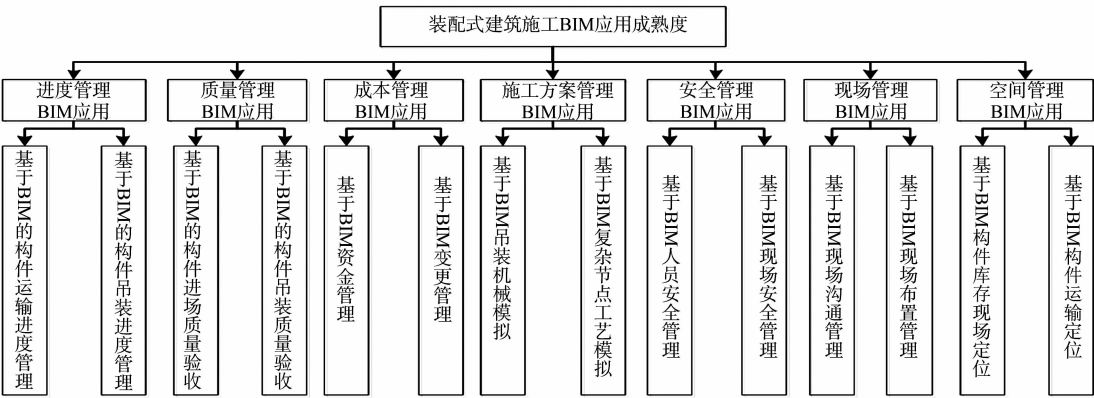 装配式建筑施工BIM应用成熟度
进度管理
BIM应用
质量管理
BIM应用
成本管理
BIM应用
施工方案管理
BIM应用
安全管理
BIM应用
现场管理
BIM应用
空间管理
BIM应用
基于BIM的构件运输进度管理
基于BIM的构件吊装进度管理
基于BIM的构件进场质量验收
基于BIM的构件吊装质量验收
基于BIM资金管理
基于BIM变更管理
基于BIM吊装机械模拟
基于BIM复杂节点工艺模拟
基于BIM人员安全管理
基于BIM现场安全管理
基于BIM现场沟通管理
基于BIM现场布置管理
基于BIM构件库存现场定位
基于BIM构件运输定位